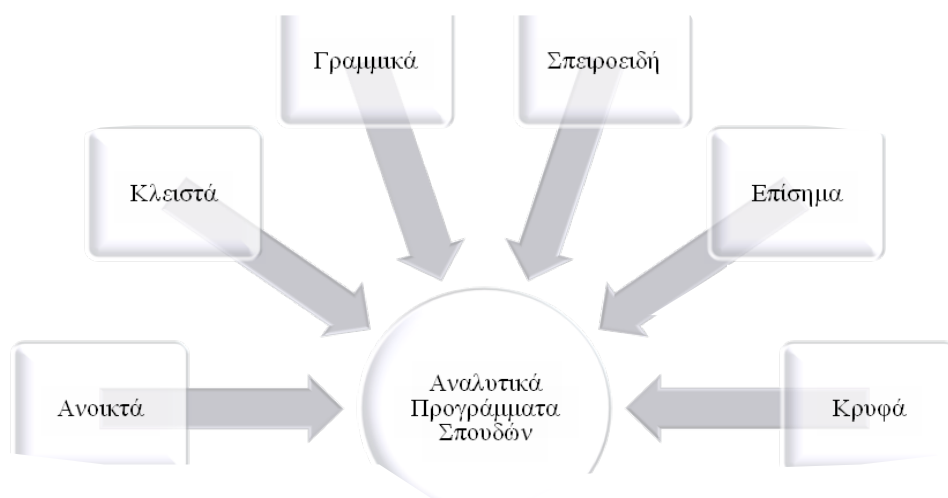 Γραμμικά
Σπειροειδή
Κλειστά
Επίσημα
Ανοικτά
Αναλυτικά
Προγράμματα
Σπουδών
Κρυφά